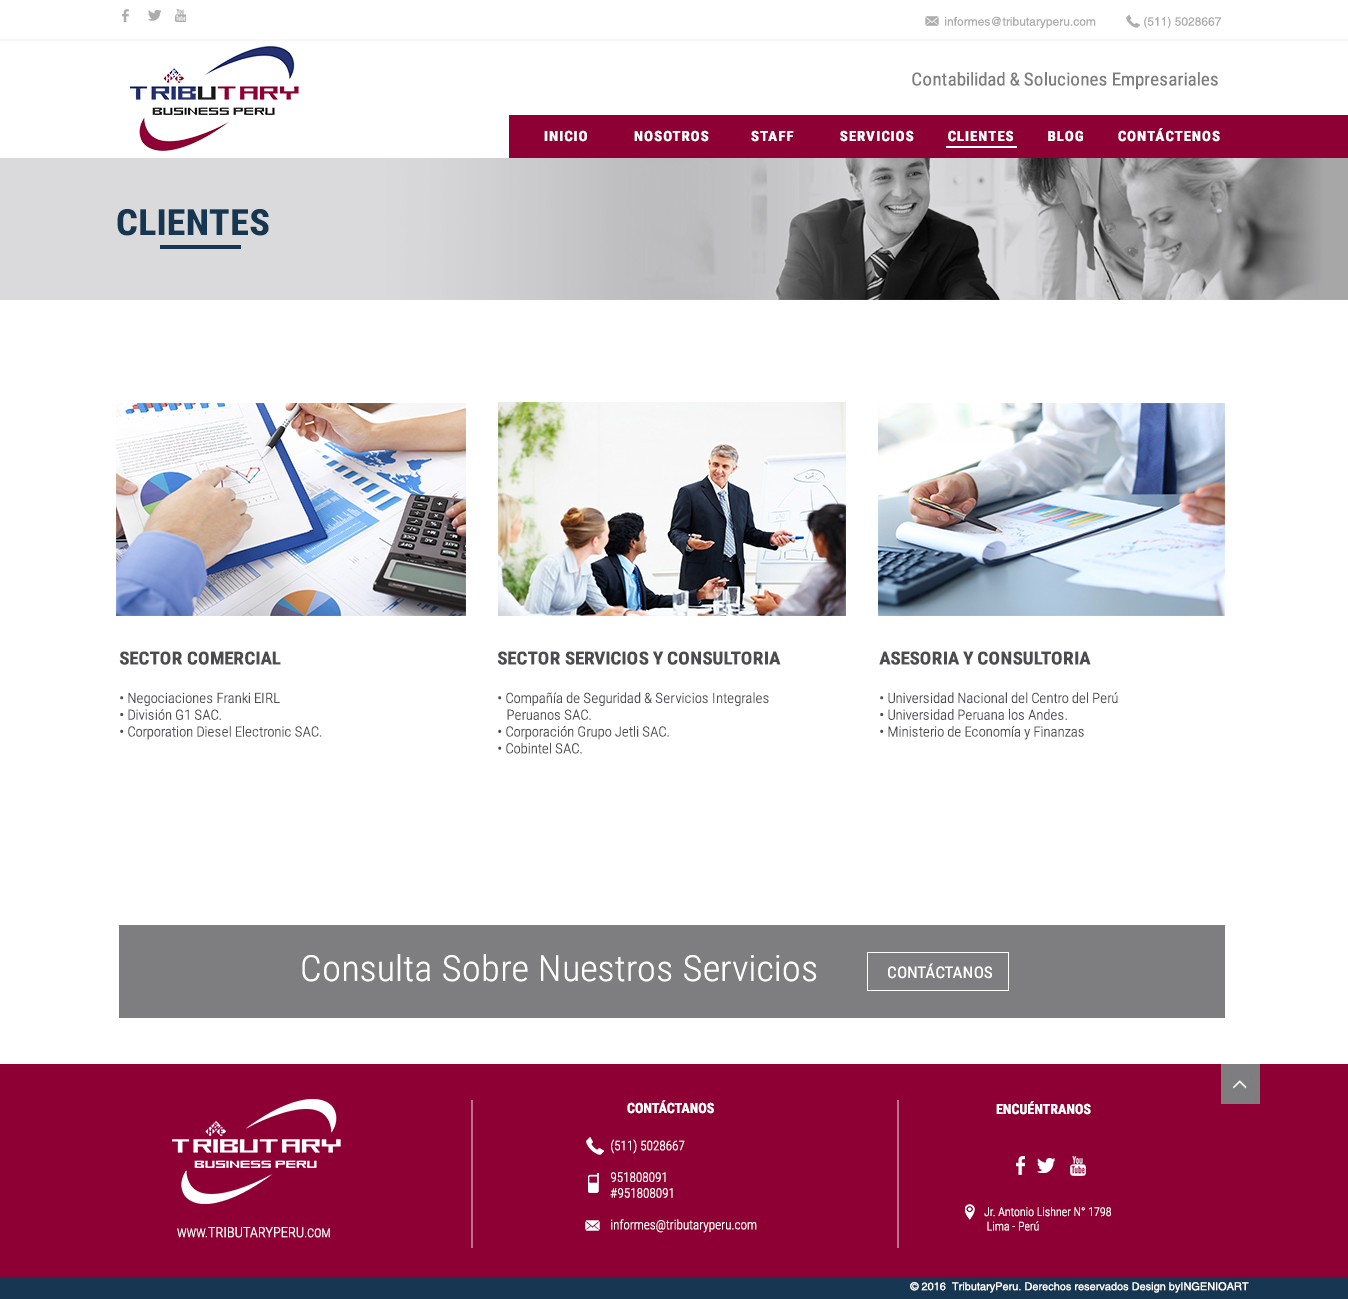 informes@tributaryperu.com (511) 5028667
TRIBUTARY
BUSINESS PERU
Contabilidad & Soluciones Empresariales
INICIO NOSOTROS STAFF SERVICIOS CLIENTES BLOG CONTÁCTENOS
CLIENTES
SECTOR COMERCIAL
• Negociaciones Franki EIRL
• División G1 SAC.
• Corporation Diesel Electronic SAC.
SECTOR SERVICIOS Y CONSULTORIA
• Compañía de Seguridad & Servicios Integrales
Peruanos SAC.
• Corporación Grupo Jetli SAC.
• Cobintel SAC.
ASESORIA Y CONSULTORIA
• Universidad Nacional del Centro del Perú
• Universidad Peruana los Andes.
• Ministerio de Economía y Finanzas
Consulta Sobre Nuestros Servicios CONTÁCTANOS
TRIBUTARY
BUSINESS PERU
WWW.TRIBUTARYPERU.COM
CONTÁCTANOS
(511) 5028667
951808091
#951808091
informes@tributaryperu.com
ENCUÉNTRANOS
You Tube
Jr. Antonio Lishner N° 1798
Lima - Perú
© 2016 TributaryPeru. Derechos reservados Design byINGENIOART